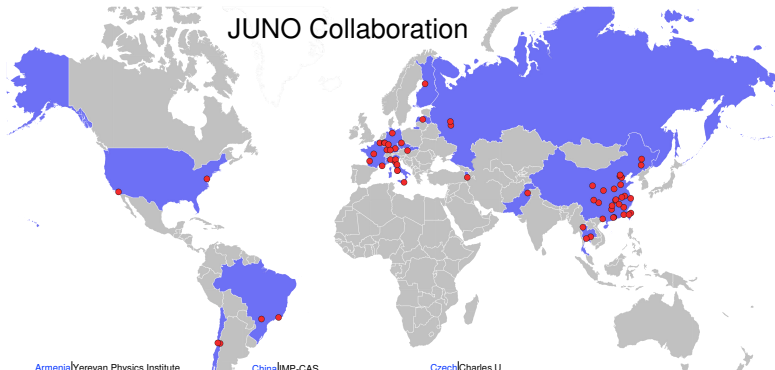 JUNO Collaboration
Armenia Yerevan Physics Institute
China IMP-CAS
Czech Charles U